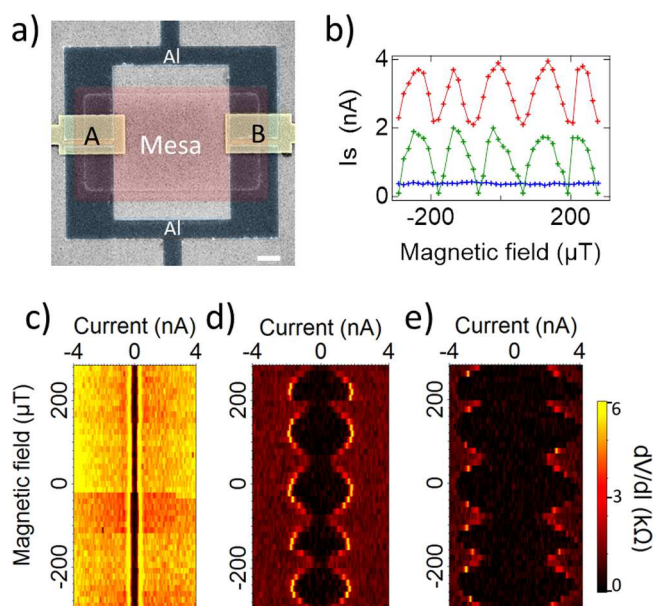 a)
Al
A
Mesa
B
Al
b)
Is (nA)
4
2
0
-200
200
Magnetic field (µT)
c)
Current (nA)
-4
0
4
Magnetic field (µT)
200
0
-200
d)
Current (nA)
-4
0
4
200
0
-200
e)
Current (nA)
-4
0
4
200
0
-200
6
3
0
dV/dI (kΩ)